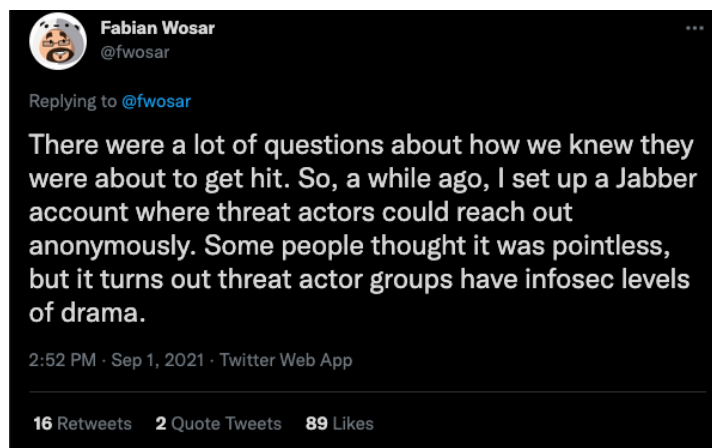 Fabian Wosar
@fwosar
Replying to @fwosar
There were a lot of questions about how we knew they
were about to get hit. So, a while ago, I set up a Jabber
account where threat actors could reach out
anonymously. Some people thought it was pointless,
but it turns out threat actor groups have infosec levels
of drama.
2:52 PM · Sep 1, 2021 · Twitter Web App
16 Retweets 2 Quote Tweets 89 Likes